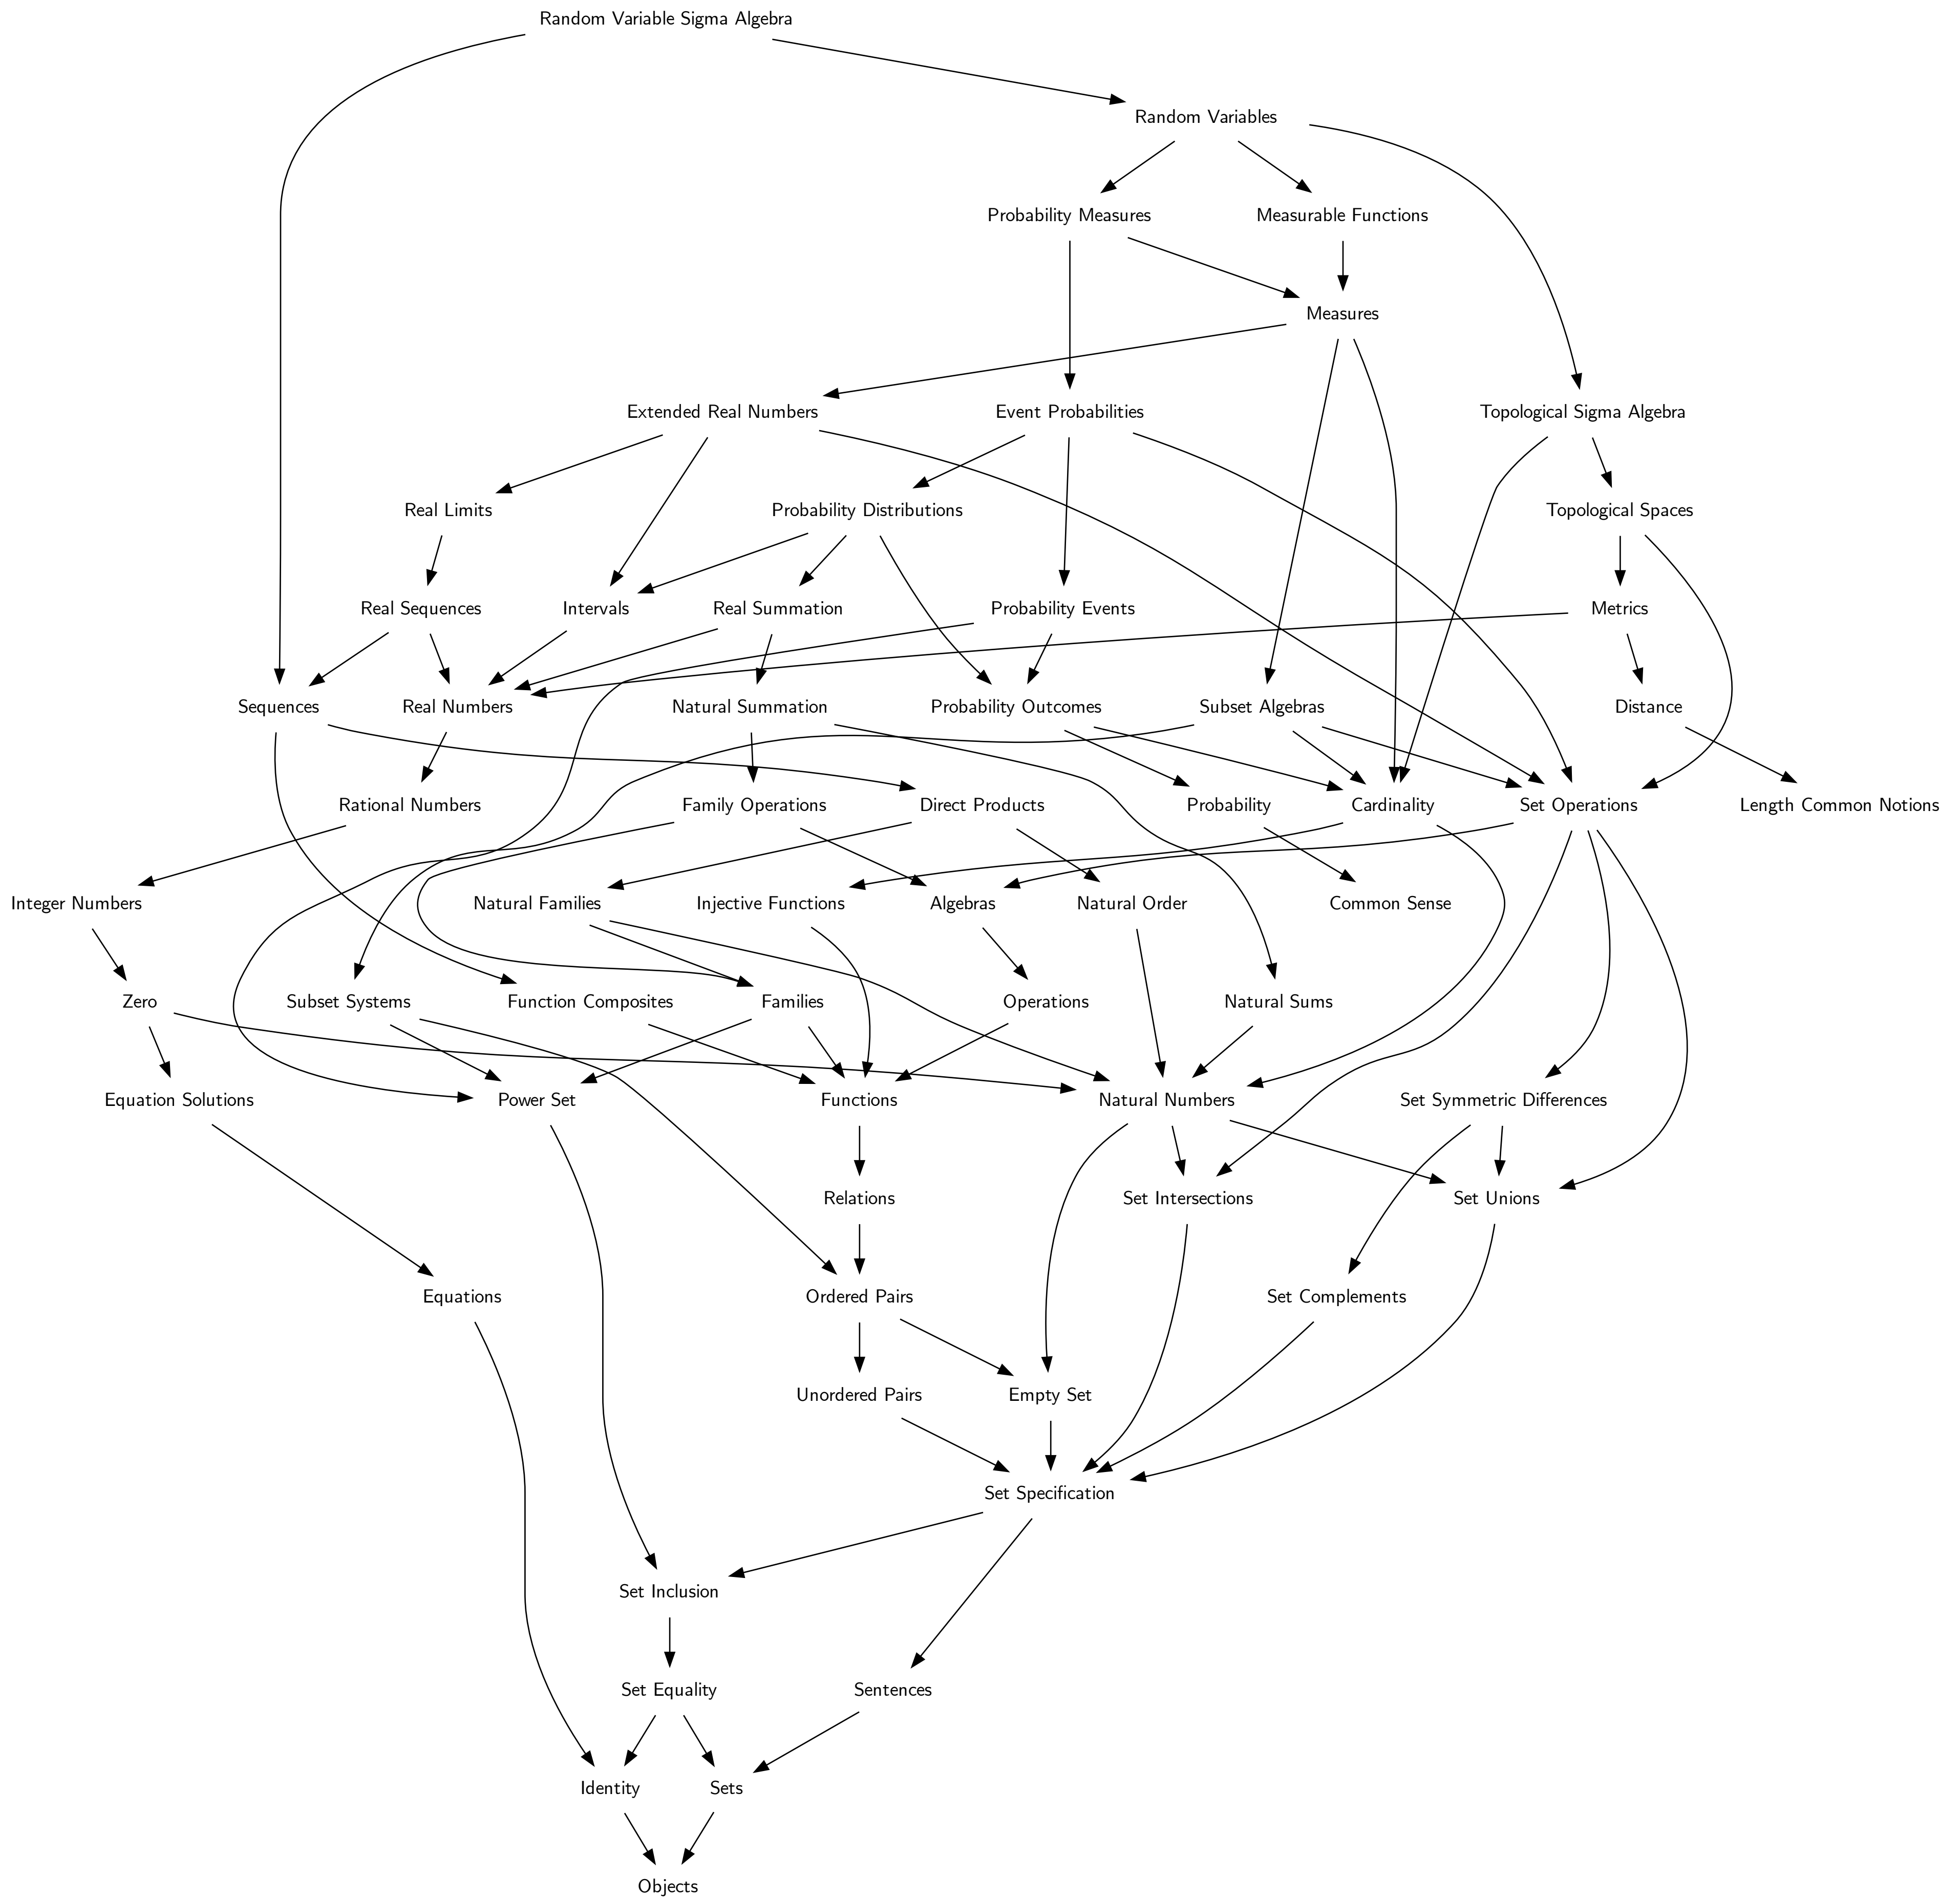 Random Variable Sigma Algebra
Random Variables
Probability Measures
Measurable Functions
Measures
Extended Real Numbers
Event Probabilities
Topological Sigma Algebra
Real Limits
Probability Distributions
Topological Spaces
Real Sequences
Intervals
Real Summation
Probability Events
Metrics
Sequences
Real Numbers
Natural Summation
Probability Outcomes
Subset Algebras
Distance
Rational Numbers
Family Operations
Direct Products
Probability
Cardinality
Set Operations
Length Common Notions
Integer Numbers
Natural Families
Injective Functions
Algebras
Natural Order
Common Sense
Zero
Subset Systems
Function Composites
Families
Operations
Natural Sums
Equation Solutions
Power Set
Functions
Natural Numbers
Set Symmetric Differences
Relations
Set Intersections
Set Unions
Equations
Ordered Pairs
Set Complements
Unordered Pairs
Empty Set
Set Specification
Set Inclusion
Set Equality
Sentences
Identity
Sets
Objects